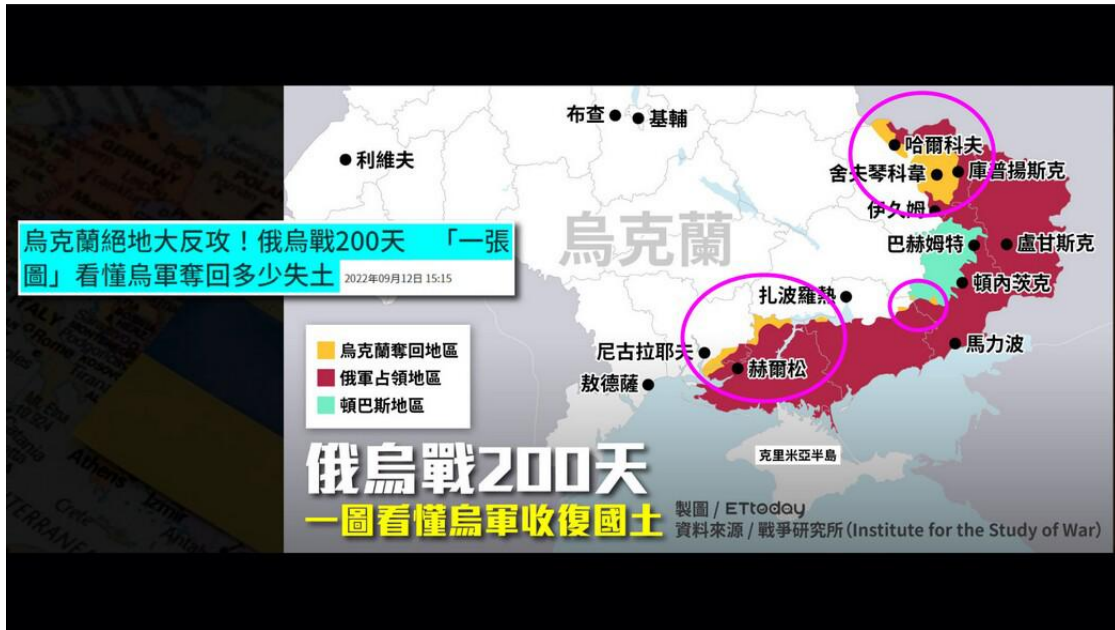 烏克蘭絕地大反攻！俄烏戰200天 「一張
圖」看懂烏軍奪回多少失土 2022年09月12日 15:15
布查
基輔
利維夫
哈爾科夫
舍夫琴科韋
庫普揚斯克
伊久姆
烏克蘭
巴赫姆特
盧甘斯克
頓內茨克
扎波羅熱
馬力波
尼古拉耶夫
赫爾松
敖德薩
克里米亞半島
烏克蘭奪回地區
俄軍占領地區
頓巴斯地區
俄烏戰200天
一圖看懂烏軍收復國土
製圖 / ETtoday
資料來源 / 戰爭研究所(Institute for the Study of War)
GERMANY
ITALY
Rome
Athens
Izmir